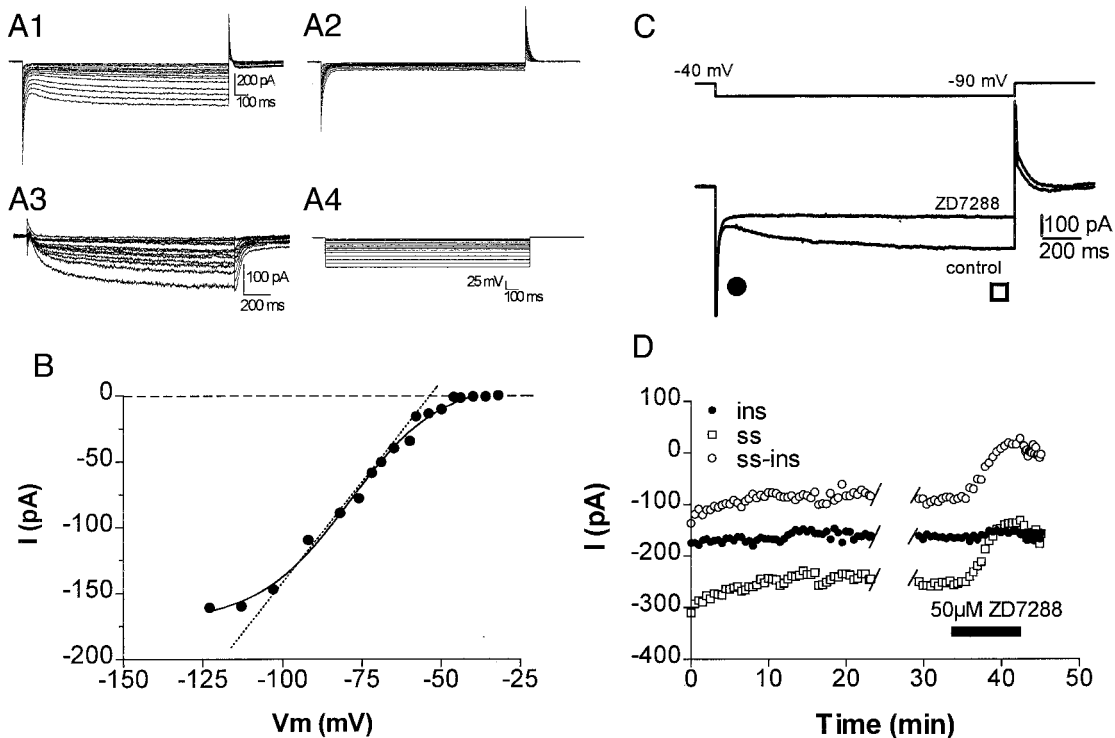 A1
200 pA
100 ms
A2
A3
100 pA
200 ms
A4
25 mV
100 ms
B
0
-50
-100
-150
-200
I (pA)
-150
-125
-100
-75
-50
-25
Vm (mV)
C
-40 mV
-90 mV
ZD7288
control
100 pA
200 ms
D
100
0
-100
-200
-300
-400
I (pA)
ins
ss
ss-ins
50µM ZD7288
0
10
20
30
40
50
Time (min)